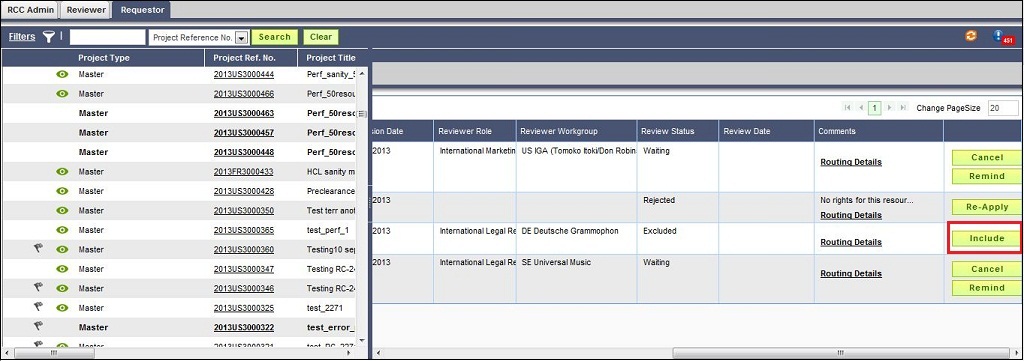 RCC Admin Reviewer Requestor
Filters Project Reference No. Search Clear 451
Project Type Project Ref. No. Project Title
Master 2013US3000444 Perf_sanity_5
Master 2013US3000466 Perf_50resou
Master 2013US3000463 Perf_50reso
Master 2013US3000457 Perf_50reso
Master 2013US3000448 Perf_50reso
Master 2013FR3000433 HCL sanity m
Master 2013US3000428 Preclearance
Master 2013US3000350 Test terr anot
Master 2013US3000365 test_perf_1
Master 2013US3000360 Testing10 sep
Master 2013US3000347 Testing RC-24
Master 2013US3000346 Testing RC-24
Master 2013US3000325 test_2271
Master 2013US3000322 test_error_
Master 2013US3000321 test_RC-227
1 Change PageSize 20
sion Date Reviewer Role Reviewer Workgroup Review Status Review Date Comments
2013 International Marketin US IGA (Tomoko Itoki/Don Robin Waiting Routing Details Cancel
Remind
2013 Rejected No rights for this resour...
Routing Details Re-Apply
2013 International Legal Re DE Deutsche Grammophon Excluded Routing Details Include
2013 International Legal Re SE Universal Music Waiting Routing Details Cancel
Remind